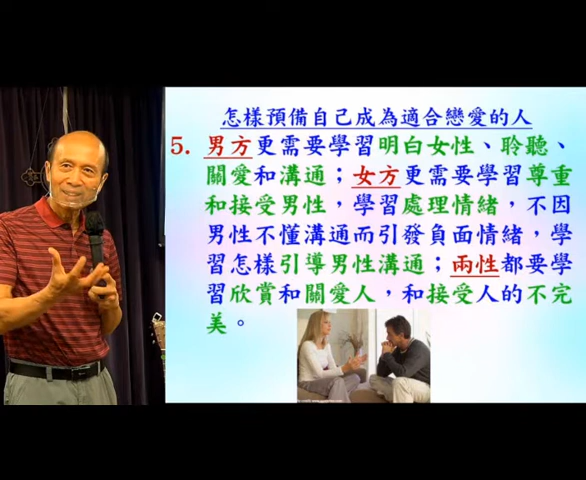 怎樣預備自己成為適合戀愛的人
5. 男方更需要學習明白女性、聆聽、
關愛和溝通；女方更需要學習尊重
和接受男性，學習處理情緒，不因
男性不懂溝通而引發負面情緒，學
習怎樣引導男性溝通；兩性都要學
習欣賞和關愛人，和接受人的不完
美。